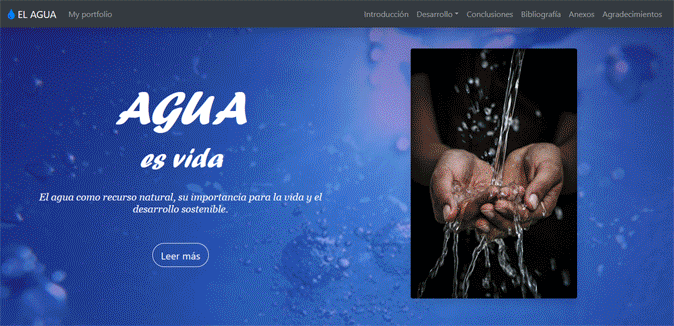 EL AGUA My portfolio Introducción Desarrollo Conclusiones Bibliografía Anexos Agradecimientos
AGUA
es vida
El agua como recurso natural, su importancia para la vida y el
desarrollo sostenible.
Leer más